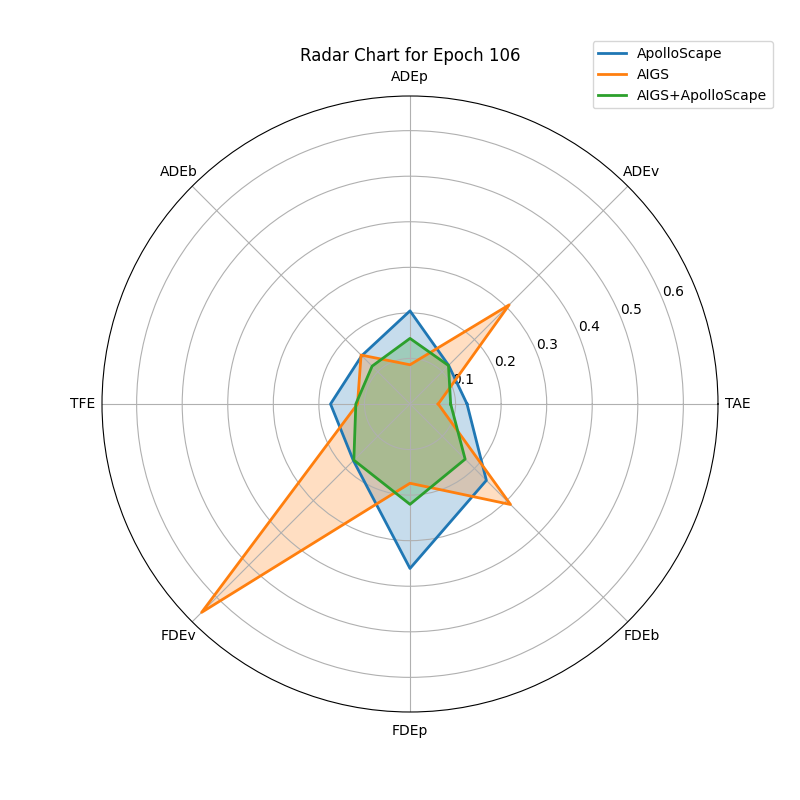 Radar Chart for Epoch 106
ApolloScape
AIGS
AIGS+ApolloScape
ADEp
ADEb
ADEv
0.6
0.5
0.4
0.3
0.2
0.1
TFE
TAE
FDEv
FDEb
FDEp